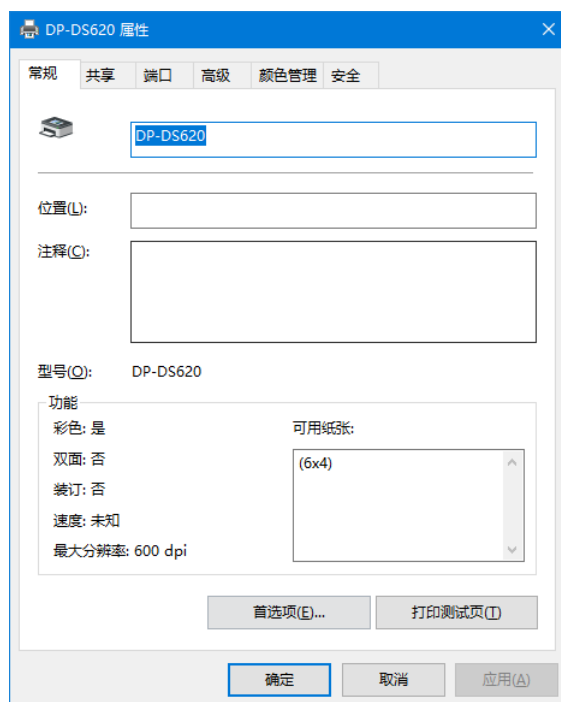 DP-DS620 属性
常规 共享 端口 高级 颜色管理 安全
DP-DS620
位置(L):
注释(C):
型号(O): DP-DS620
功能
彩色: 是 可用纸张:
双面: 否 (6x4)
装订: 否
速度: 未知
最大分辨率: 600 dpi
首选项(E)... 打印测试页(T)
确定 取消 应用(A)